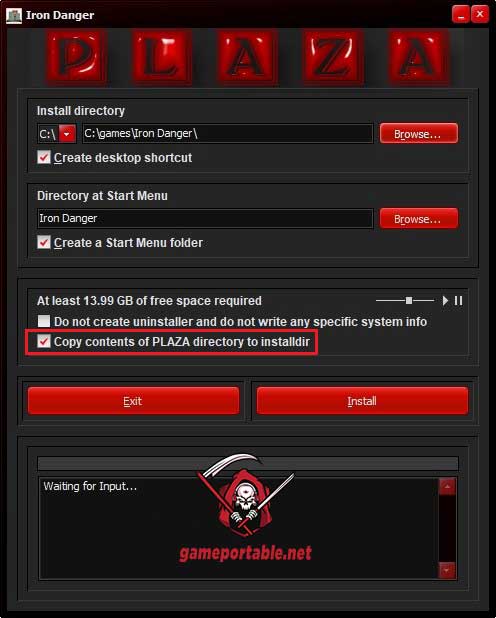 Iron Danger
PLAZA
Install directory
C:\ C:\games\Iron Danger\ Browse...
Create desktop shortcut
Directory at Start Menu
Iron Danger Browse...
Create a Start Menu folder
At least 13.99 GB of free space required
Do not create uninstaller and do not write any specific system info
Copy contents of PLAZA directory to installdir
Exit Install
Waiting for Input...
gameportable.net